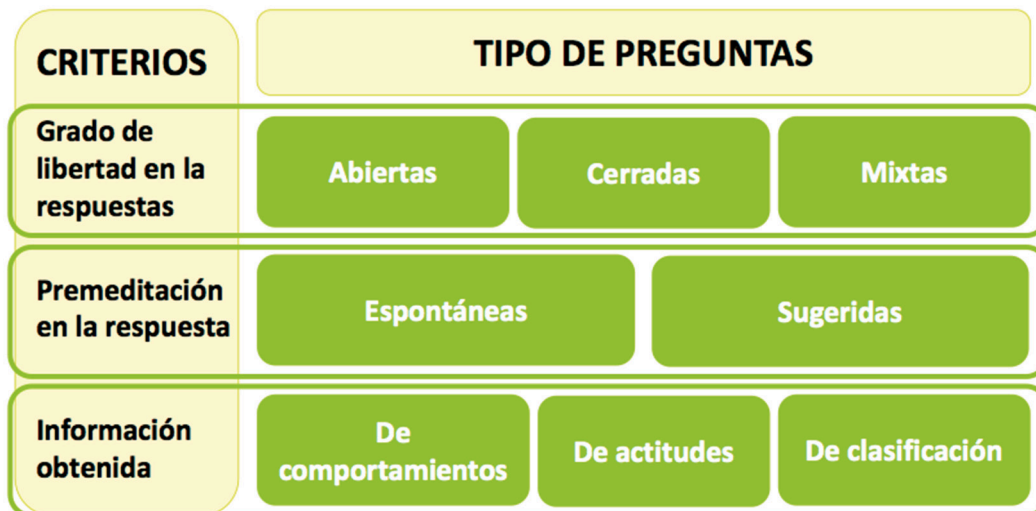 CRITERIOS
TIPO DE PREGUNTAS
Grado de
libertad en la
respuestas
Abiertas
Cerradas
Mixtas
Premeditación
en la respuesta
Espontáneas
Sugeridas
Información
obtenida
De
comportamientos
De actitudes
De clasificación